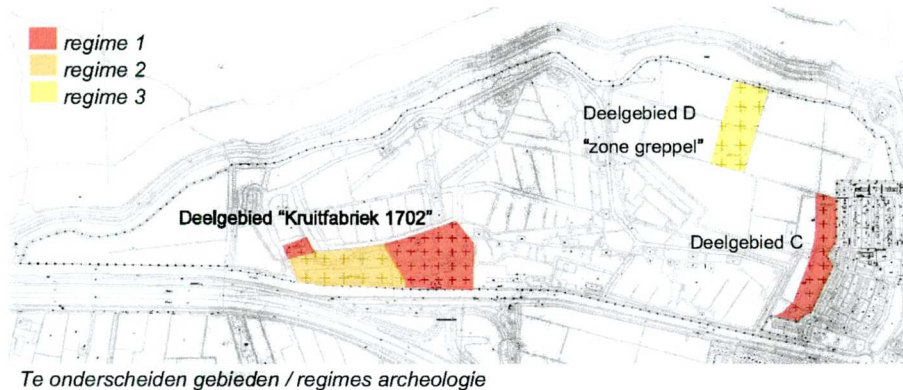 regime 1
regime 2
regime 3
Deelgebied D
"zone greppel"
Deelgebied "Kruitfabriek 1702"
Deelgebied C
Te onderscheiden gebieden / regimes archeologie